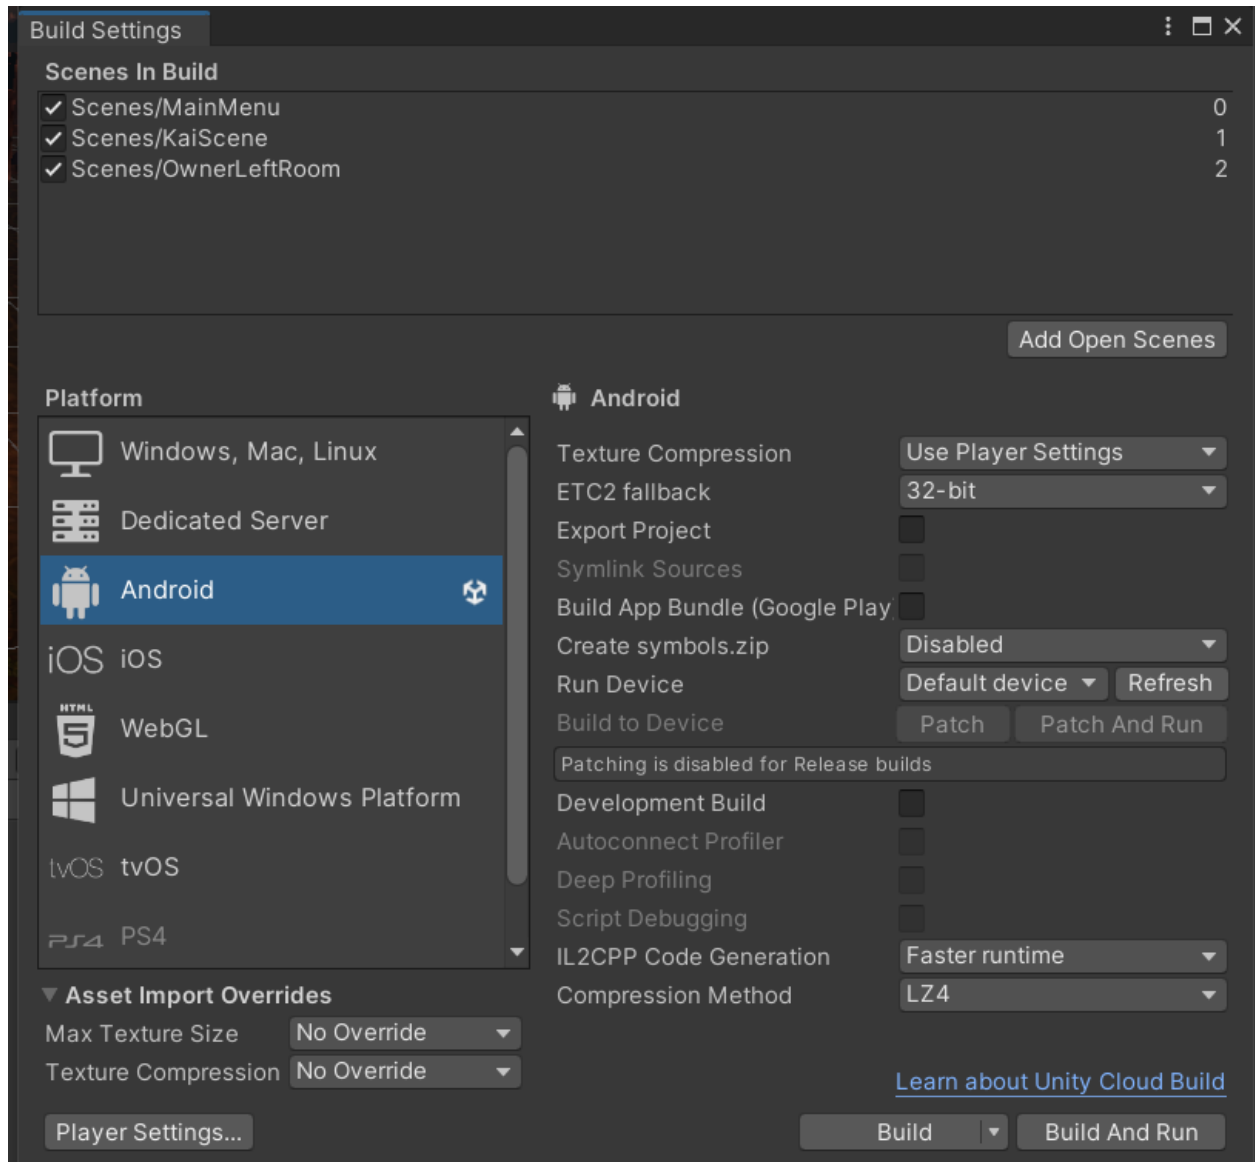 Build Settings
Scenes In Build
Scenes/MainMenu 0
Scenes/KaiScene 1
Scenes/OwnerLeftRoom 2
Add Open Scenes
Platform
Windows, Mac, Linux
Dedicated Server
Android
iOS iOS
HTML 5 WebGL
Universal Windows Platform
tvOS tvOS
PS4 PS4
Android
Texture Compression Use Player Settings
ETC2 fallback 32-bit
Export Project
Symlink Sources
Build App Bundle (Google Play)
Create symbols.zip Disabled
Run Device Default device Refresh
Build to Device Patch Patch And Run
Patching is disabled for Release builds
Development Build
Autoconnect Profiler
Deep Profiling
Script Debugging
IL2CPP Code Generation Faster runtime
Compression Method LZ4
Asset Import Overrides
Max Texture Size No Override
Texture Compression No Override
Learn about Unity Cloud Build
Player Settings... Build Build And Run